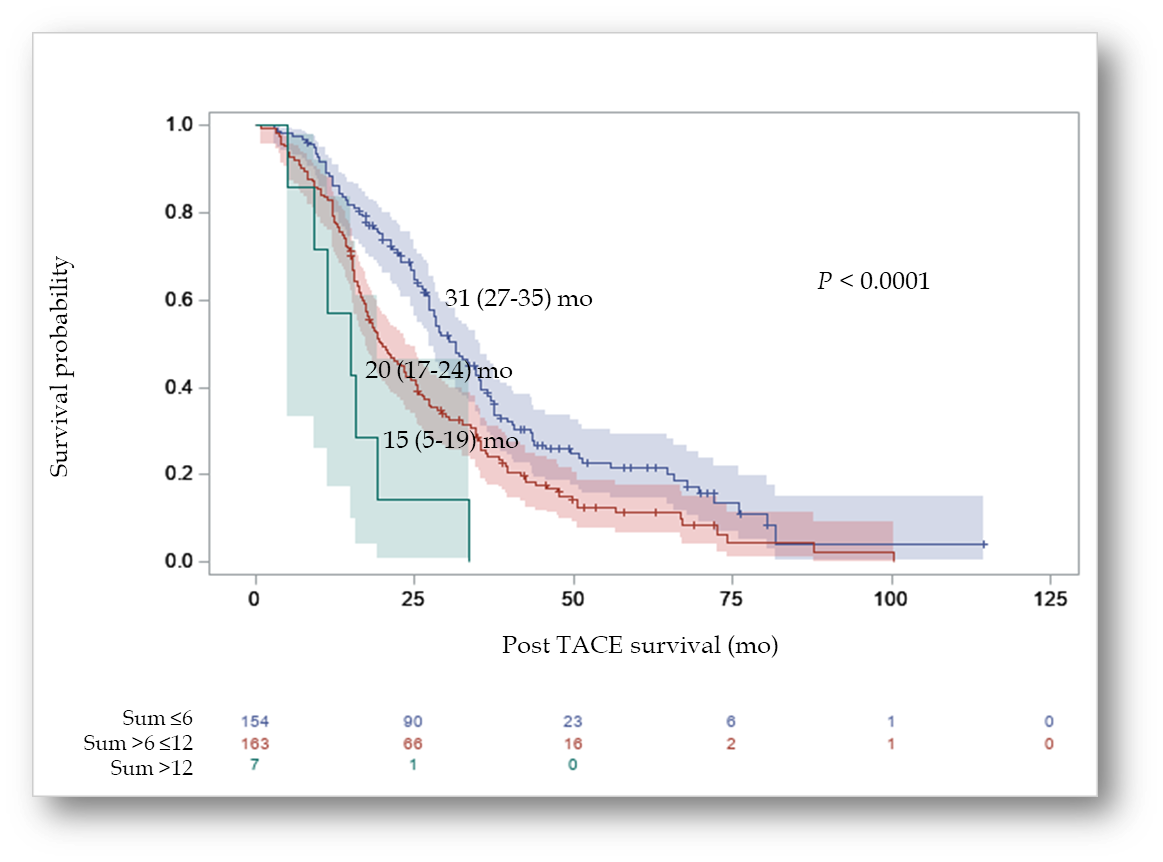 Survival probability
1.0
0.8
0.6
0.4
0.2
0.0
P < 0.0001
31 (27-35) mo
20 (17-24) mo
15 (5-19) mo
0 25 50 75 100 125
Post TACE survival (mo)
Sum ≤6 154 90 23 6 1 0
Sum >6 ≤12 163 66 16 2 1 0
Sum >12 7 1 0